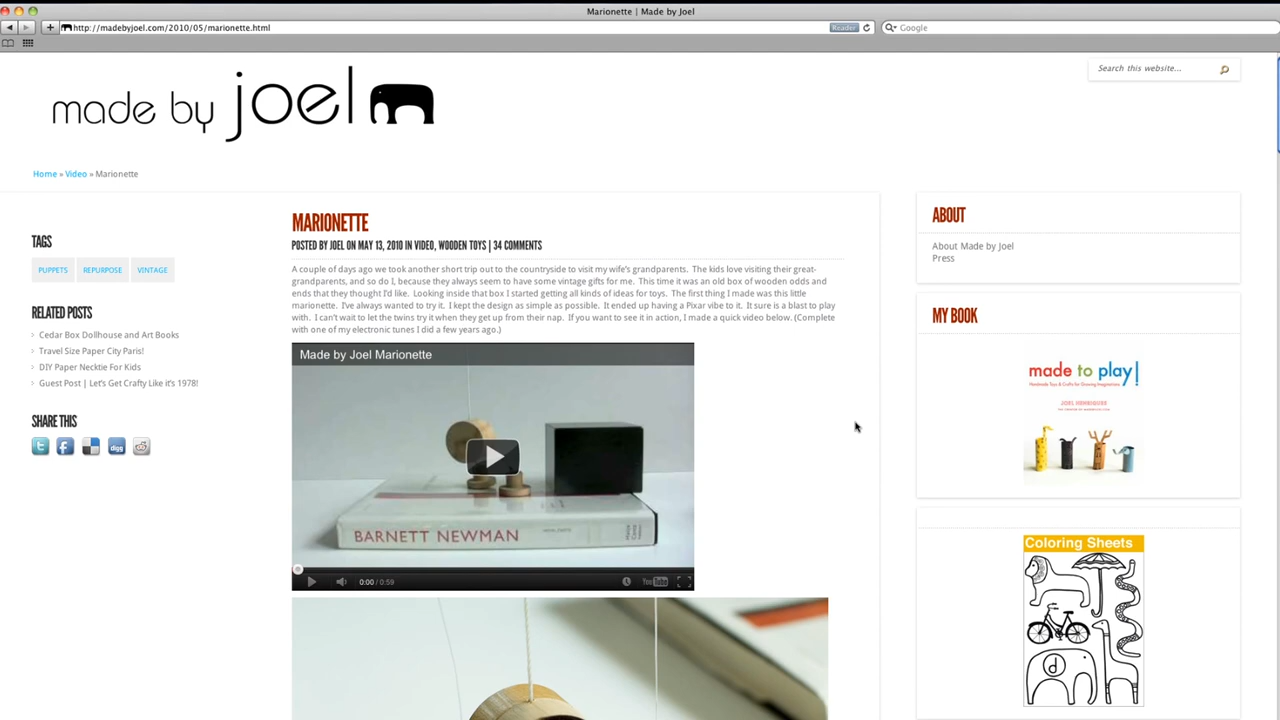 Marionette | Made by Joel
http://madebyjoel.com/2010/05/marionette.html
Reader
Google
made by joel
Search this website...
Home » Video » Marionette
TAGS
PUPPETS
REPURPOSE
VINTAGE
RELATED POSTS
Cedar Box Dollhouse and Art Books
Travel Size Paper City Paris!
DIY Paper Necktie For Kids
Guest Post | Let's Get Crafty Like it's 1978!
SHARE THIS
digg
MARIONETTE
POSTED BY JOEL ON MAY 13, 2010 IN VIDEO, WOODEN TOYS | 34 COMMENTS
A couple of days ago we took another short trip out to the countryside to visit my wife's grandparents. The kids love visiting their great-
grandparents, and so do I, because they always seem to have some vintage gifts for me. This time it was an old box of wooden odds and
ends that they thought I'd like. Looking inside that box I started getting all kinds of ideas for toys. The first thing I made was this little
marionette. I've always wanted to try it. I kept the design as simple as possible. It ended up having a Pixar vibe to it. It sure is a blast to play
with. I can't wait to let the twins try it when they get up from their nap. If you want to see it in action, I made a quick video below. (Complete
with one of my electronic tunes I did a few years ago.)
Made by Joel Marionette
BARNETT NEWMAN
0:00 / 0:59
YouTube
ABOUT
About Made by Joel
Press
MY BOOK
made to play!
Handmade Toys & Crafts for Growing Imaginations
JOEL HENRIQUES
Coloring Sheets
d